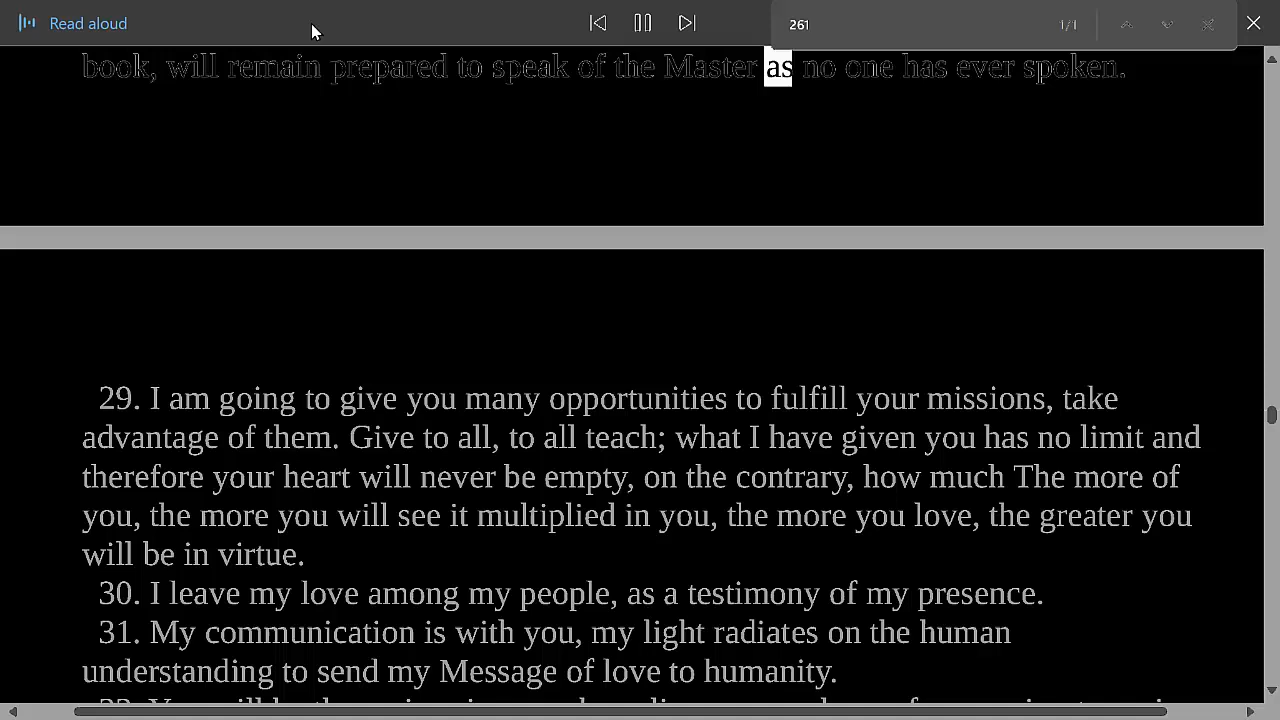 Read aloud
261
1/1
book, will remain prepared to speak of the Master as no one has ever spoken.
29. I am going to give you many opportunities to fulfill your missions, take
advantage of them. Give to all, to all teach; what I have given you has no limit and
therefore your heart will never be empty, on the contrary, how much The more of
you, the more you will see it multiplied in you, the more you love, the greater you
will be in virtue.
30. I leave my love among my people, as a testimony of my presence.
31. My communication is with you, my light radiates on the human
understanding to send my Message of love to humanity.